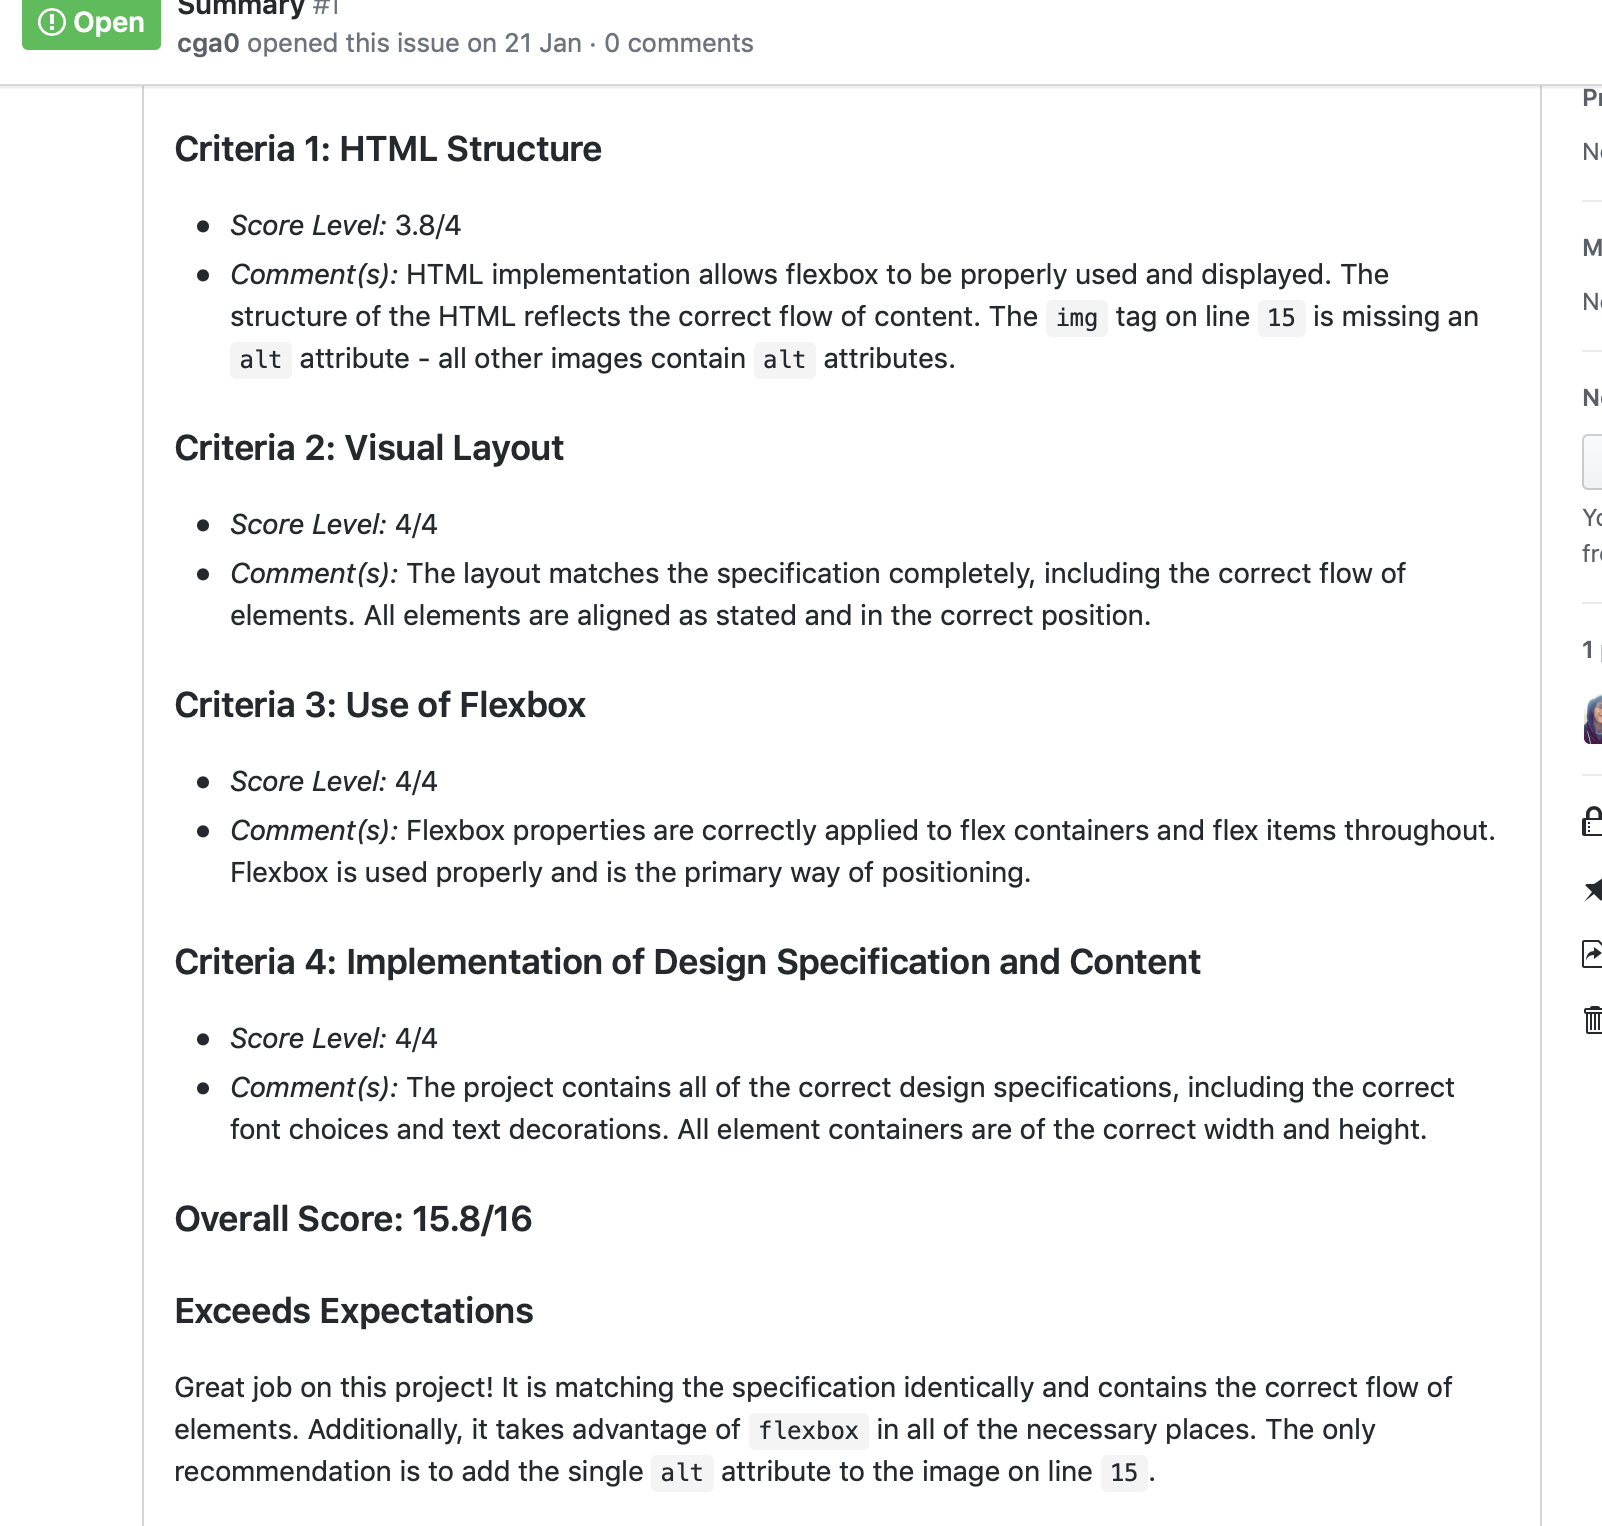 Open
Summary #1
cga0 opened this issue on 21 Jan · 0 comments
Criteria 1: HTML Structure
Score Level: 3.8/4
Comment(s): HTML implementation allows flexbox to be properly used and displayed. The
structure of the HTML reflects the correct flow of content. The img tag on line 15 is missing an
alt attribute - all other images contain alt attributes.
Criteria 2: Visual Layout
Score Level: 4/4
Comment(s): The layout matches the specification completely, including the correct flow of
elements. All elements are aligned as stated and in the correct position.
Criteria 3: Use of Flexbox
Score Level: 4/4
Comment(s): Flexbox properties are correctly applied to flex containers and flex items throughout.
Flexbox is used properly and is the primary way of positioning.
Criteria 4: Implementation of Design Specification and Content
Score Level: 4/4
Comment(s): The project contains all of the correct design specifications, including the correct
font choices and text decorations. All element containers are of the correct width and height.
Overall Score: 15.8/16
Exceeds Expectations
Great job on this project! It is matching the specification identically and contains the correct flow of
elements. Additionally, it takes advantage of flexbox in all of the necessary places. The only
recommendation is to add the single alt attribute to the image on line 15.
1